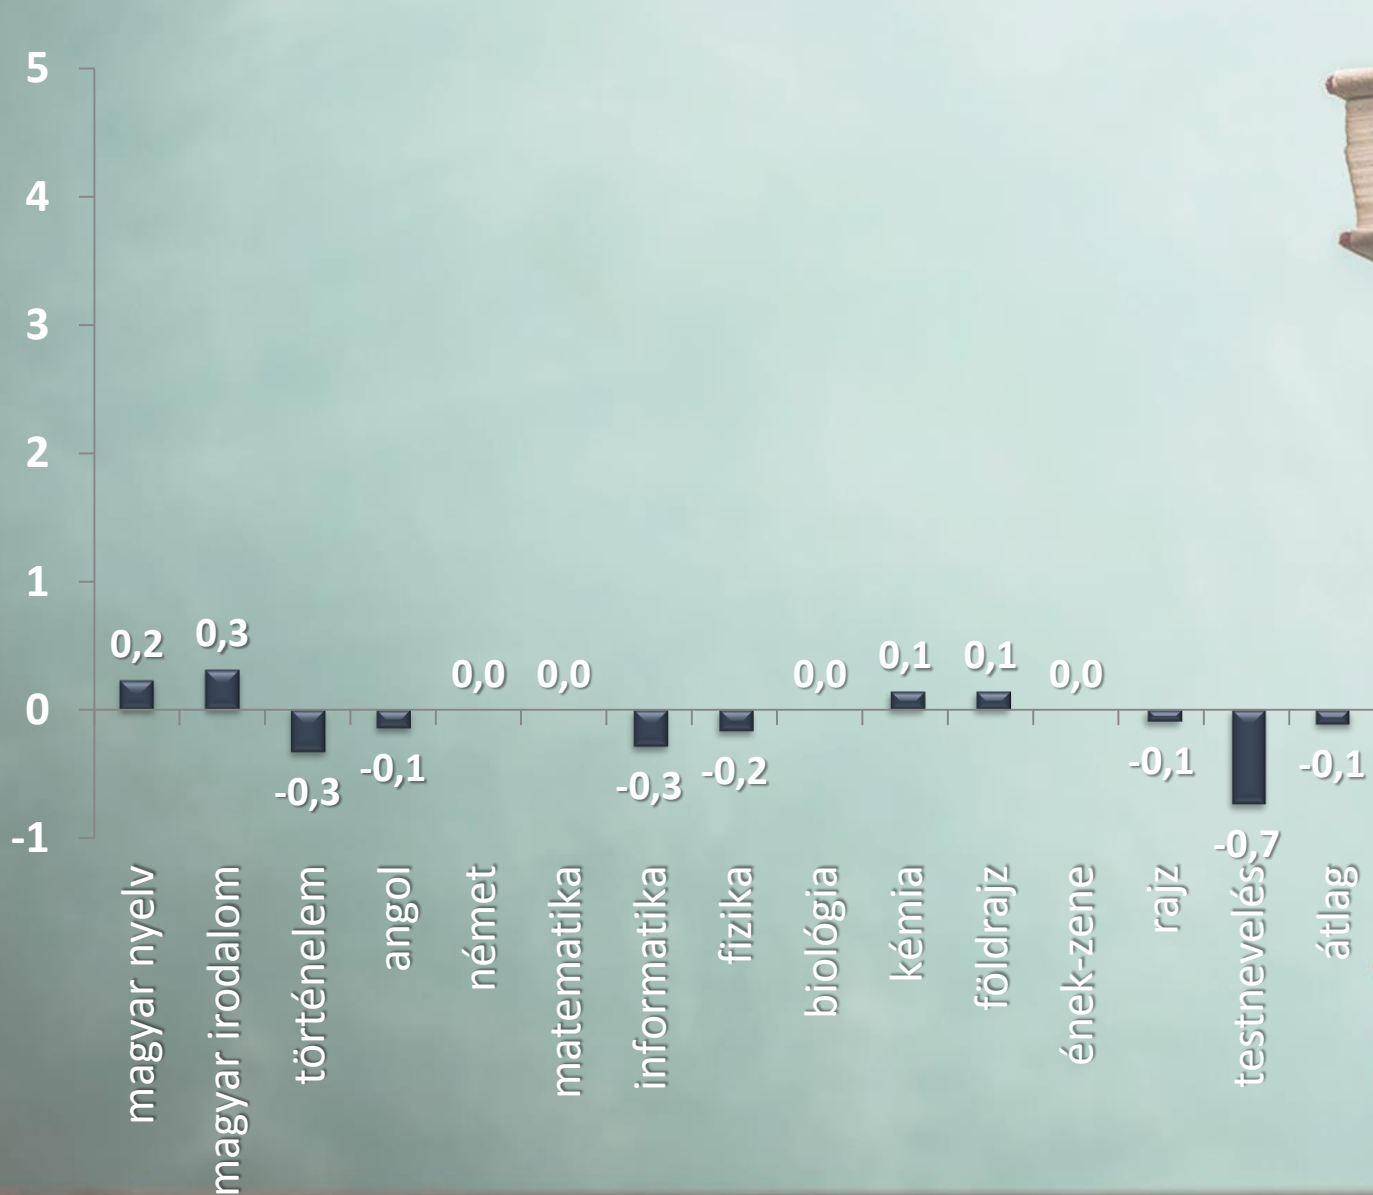 5
4
3
2
1
0
-1
0,2
0,3
-0,3
-0,1
0,0
0,0
-0,3
-0,2
0,0
0,1
0,1
0,0
-0,1
-0,7
-0,1
magyar nyelv
magyar irodalom
történelem
angol
német
matematika
informatika
fizika
biológia
kémia
földrajz
ének-zene
rajz
testnevelés
átlag